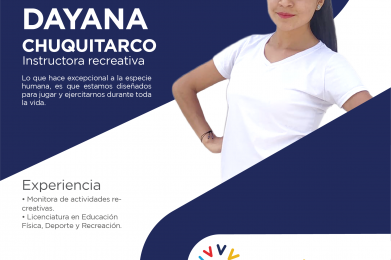 DAYANA
CHUQUITARCO
Instructora recreativa
Lo que hace excepcional a la especie
humana, es que estamos diseñados
para jugar y ejercitarnos durante toda
la vida.
Experiencia
• Monitora de actividades re-
creativas.
• Licenciatura en Educación
Física, Deporte y Recreación.